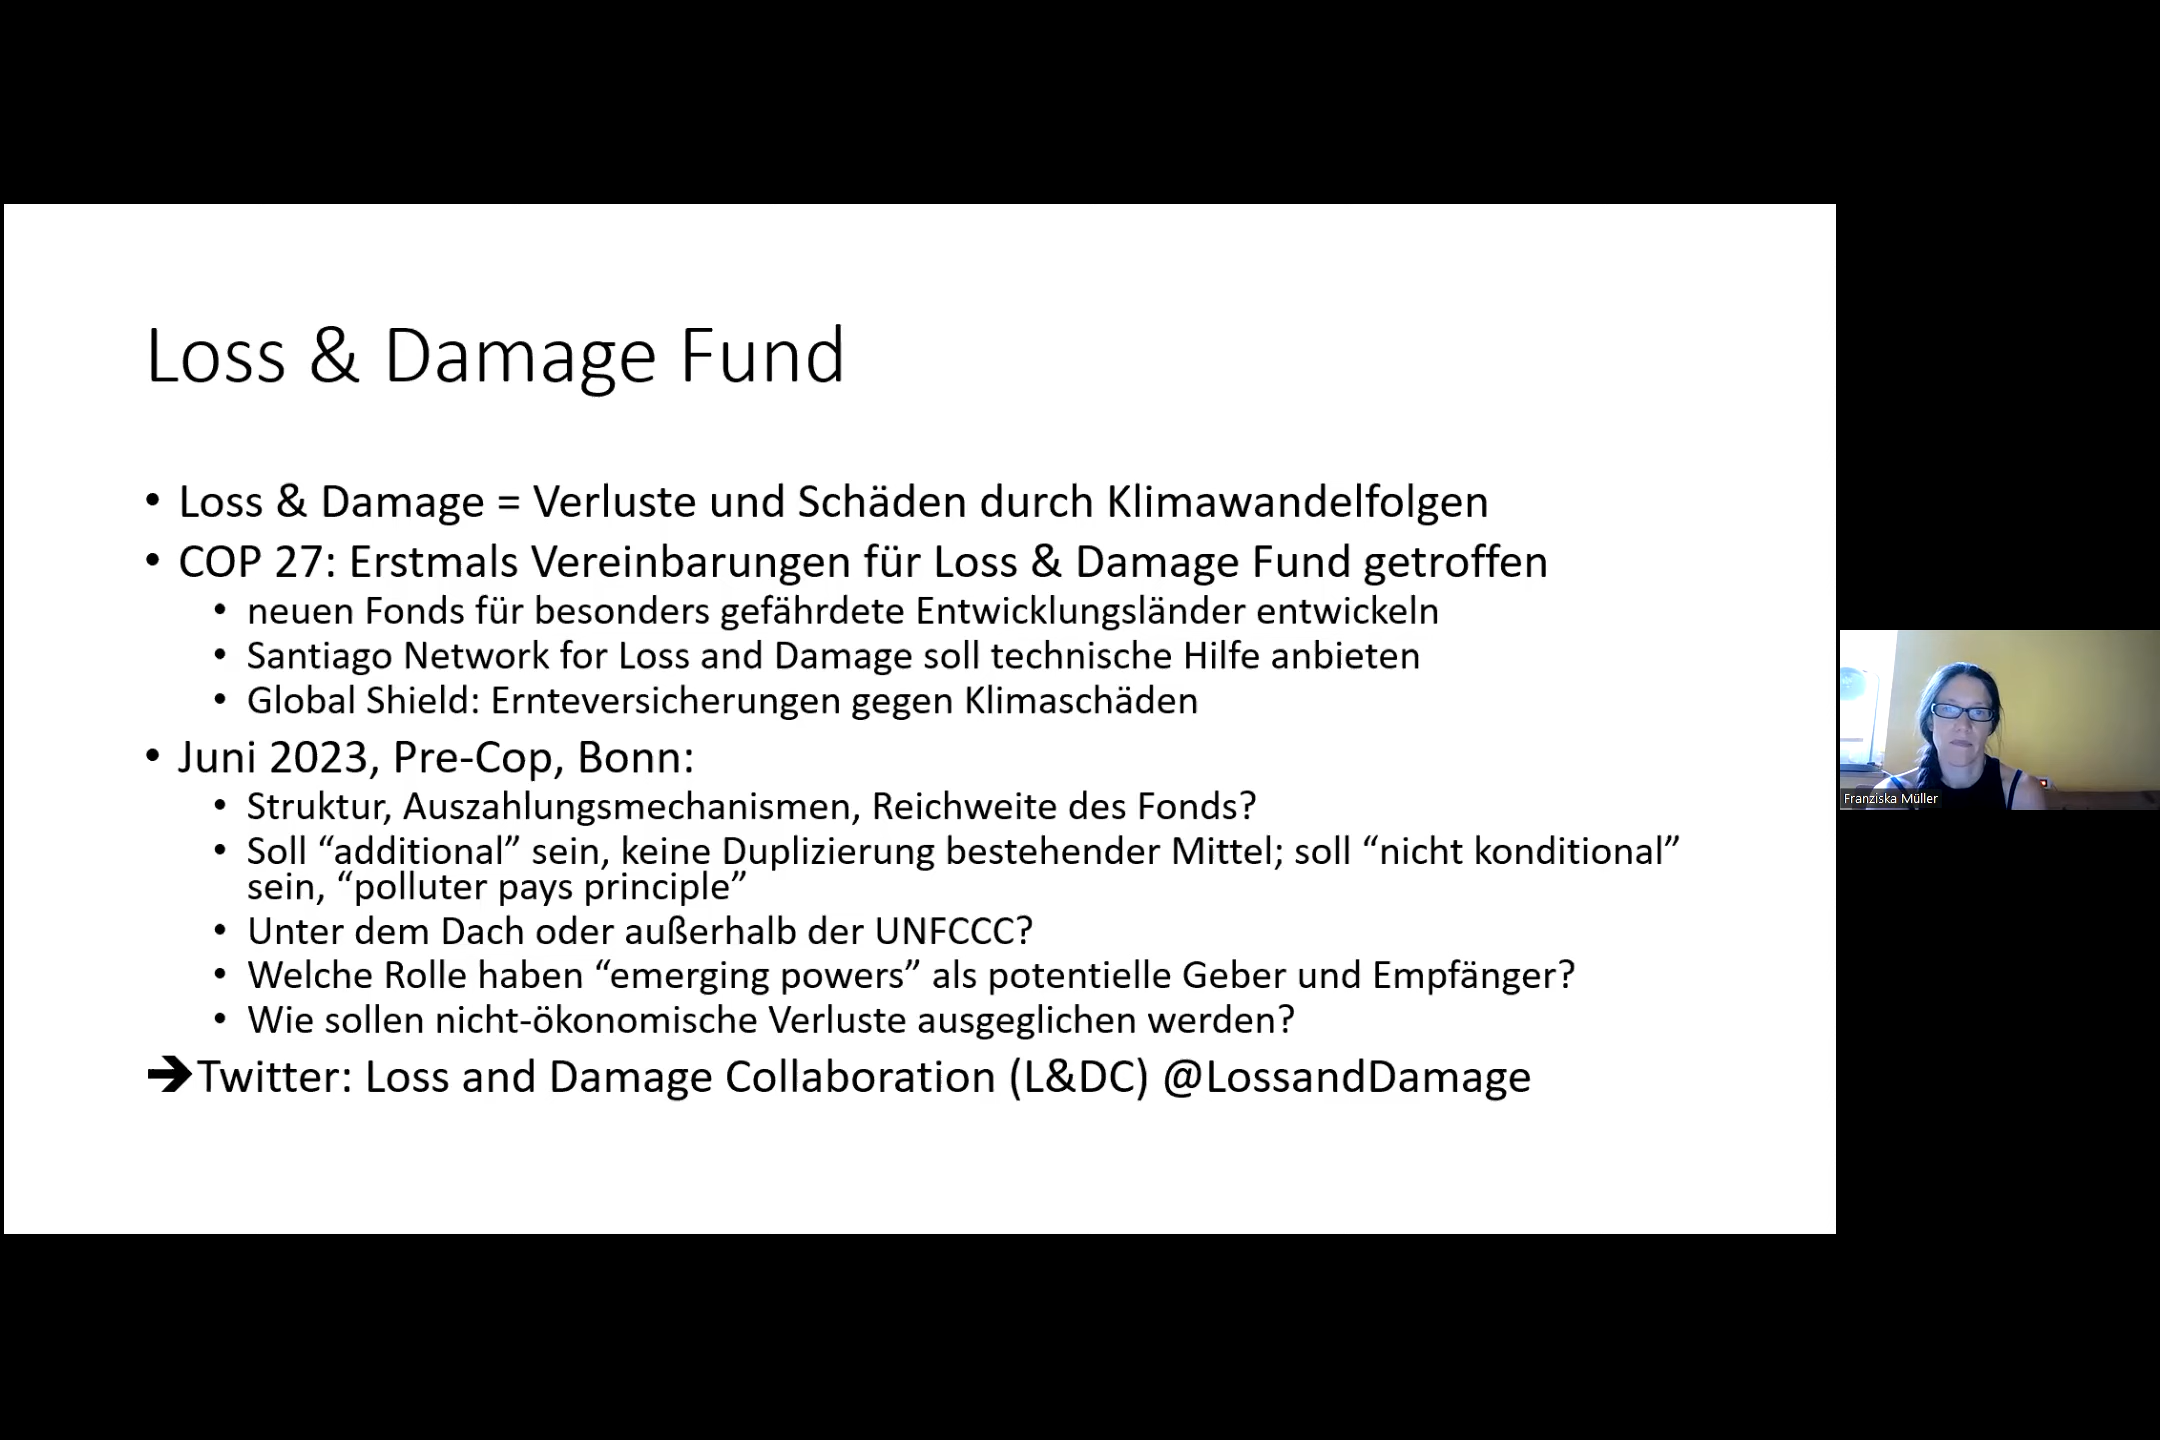 Loss & Damage Fund
• Loss & Damage = Verluste und Schäden durch Klimawandelfolgen
• COP 27: Erstmals Vereinbarungen für Loss & Damage Fund getroffen
• neuen Fonds für besonders gefährdete Entwicklungsländer entwickeln
• Santiago Network for Loss and Damage soll technische Hilfe anbieten
• Global Shield: Ernteversicherungen gegen Klimaschäden
• Juni 2023, Pre-Cop, Bonn:
• Struktur, Auszahlungsmechanismen, Reichweite des Fonds?
• Soll “additional” sein, keine Duplizierung bestehender Mittel; soll “nicht konditional”
sein, “polluter pays principle”
• Unter dem Dach oder außerhalb der UNFCCC?
• Welche Rolle haben “emerging powers” als potentielle Geber und Empfänger?
• Wie sollen nicht-ökonomische Verluste ausgeglichen werden?
➔Twitter: Loss and Damage Collaboration (L&DC) @LossandDamage
Franziska Müller